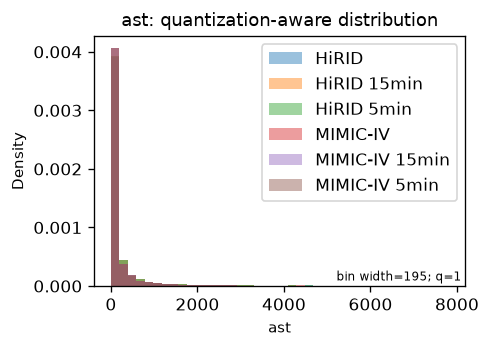 ast: quantization-aware distribution
HiRID
HiRID 15min
HiRID 5min
MIMIC-IV
MIMIC-IV 15min
MIMIC-IV 5min
Density
0.004
0.003
0.002
0.001
0.000
bin width=195; q=1
0 2000 4000 6000 8000
ast